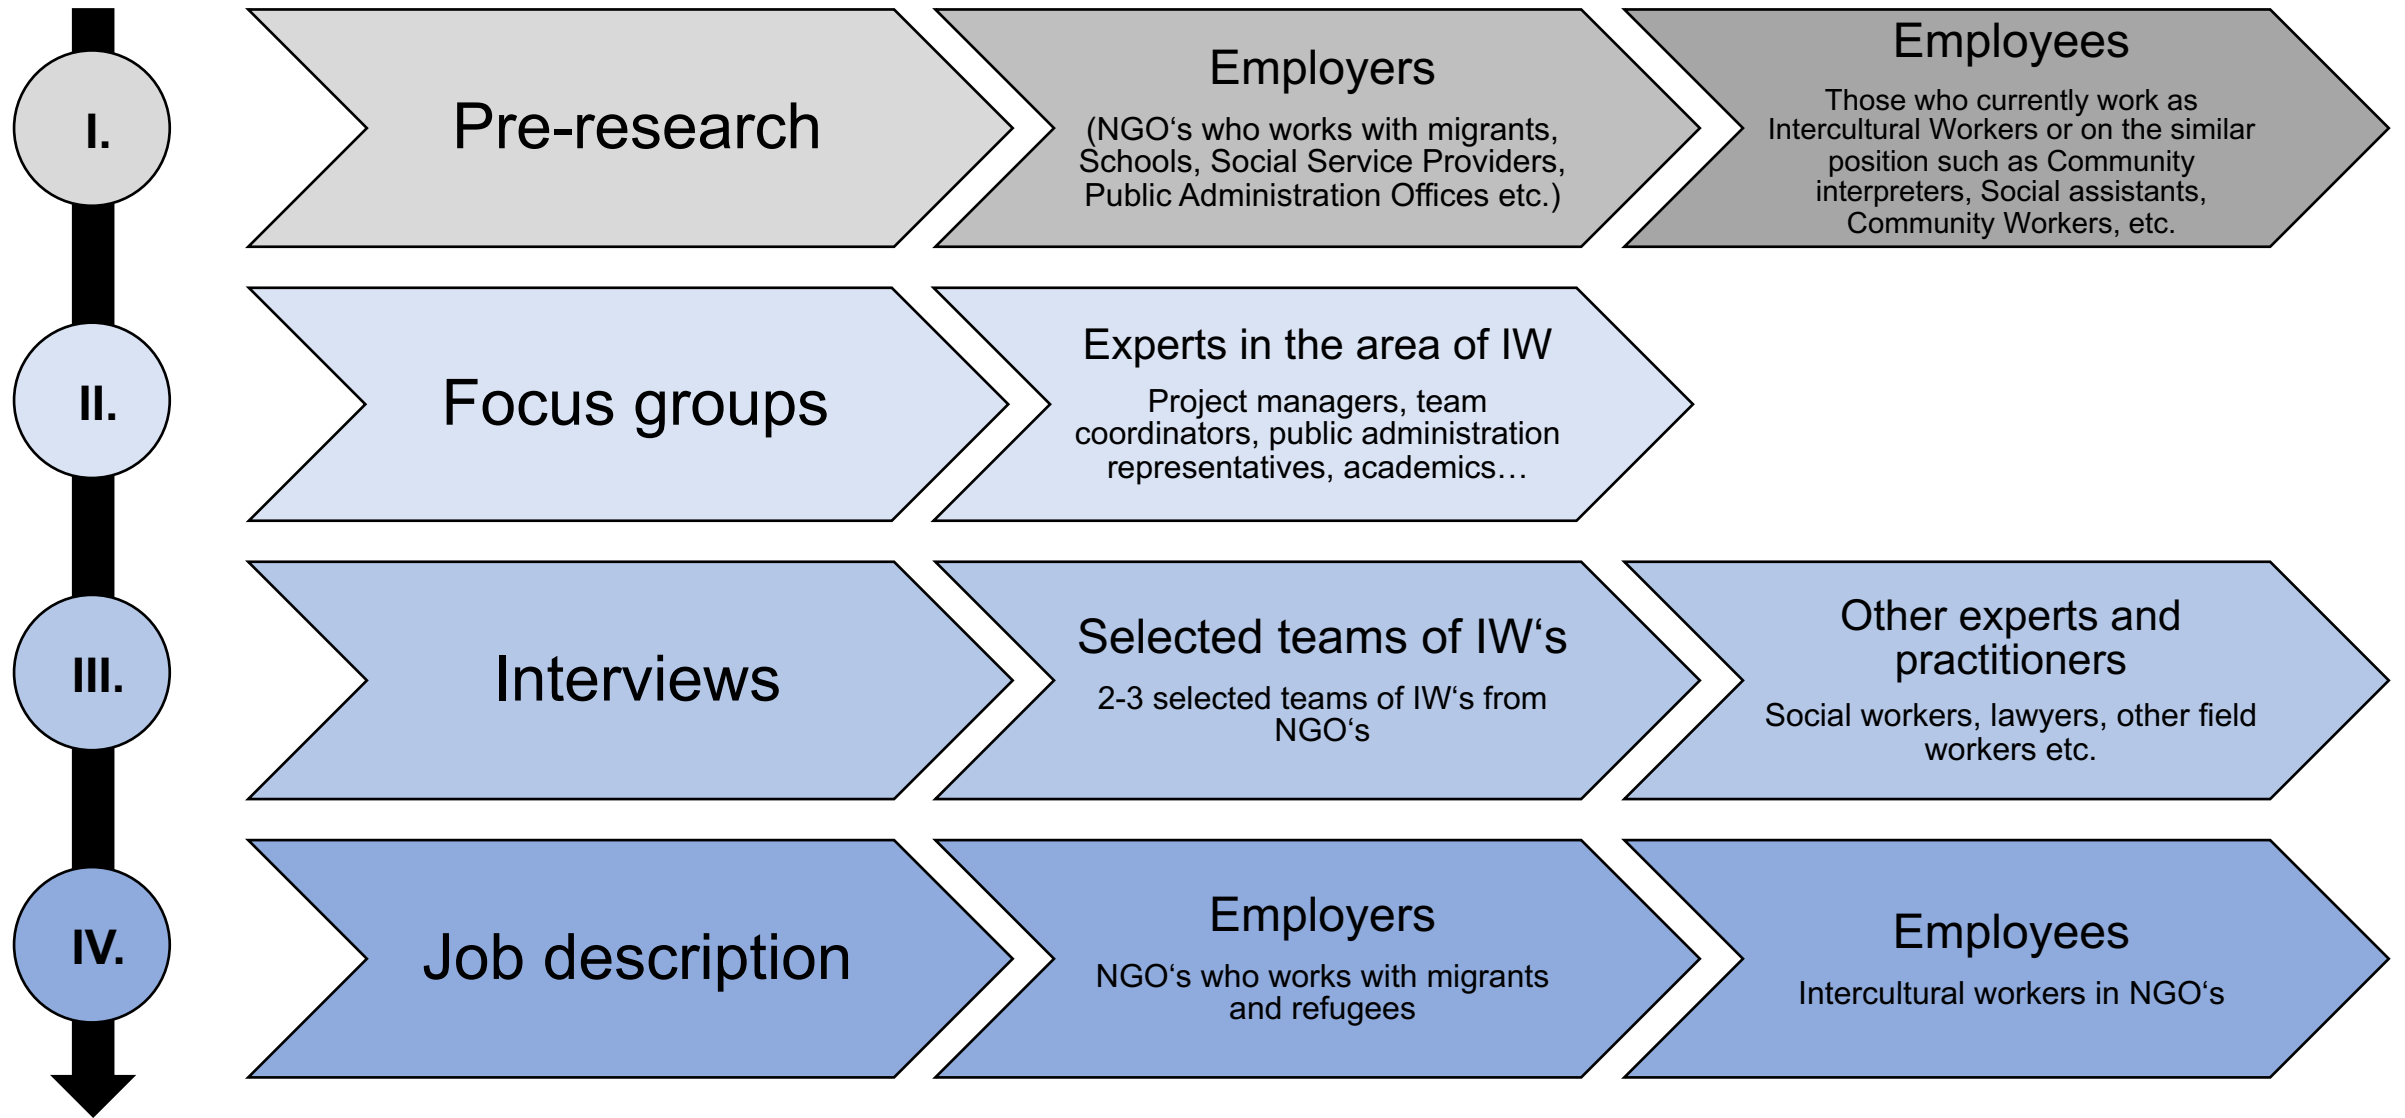 I.
Pre-research
Employers
(NGO‘s who works with migrants,
Schools, Social Service Providers,
Public Administration Offices etc.)
Employees
Those who currently work as
Intercultural Workers or on the similar
position such as Community
interpreters, Social assistants,
Community Workers, etc.
II.
Focus groups
Experts in the area of IW
Project managers, team
coordinators, public administration
representatives, academics…
III.
Interviews
Selected teams of IW‘s
2-3 selected teams of IW‘s from
NGO‘s
Other experts and
practitioners
Social workers, lawyers, other field
workers etc.
IV.
Job description
Employers
NGO‘s who works with migrants
and refugees
Employees
Intercultural workers in NGO‘s